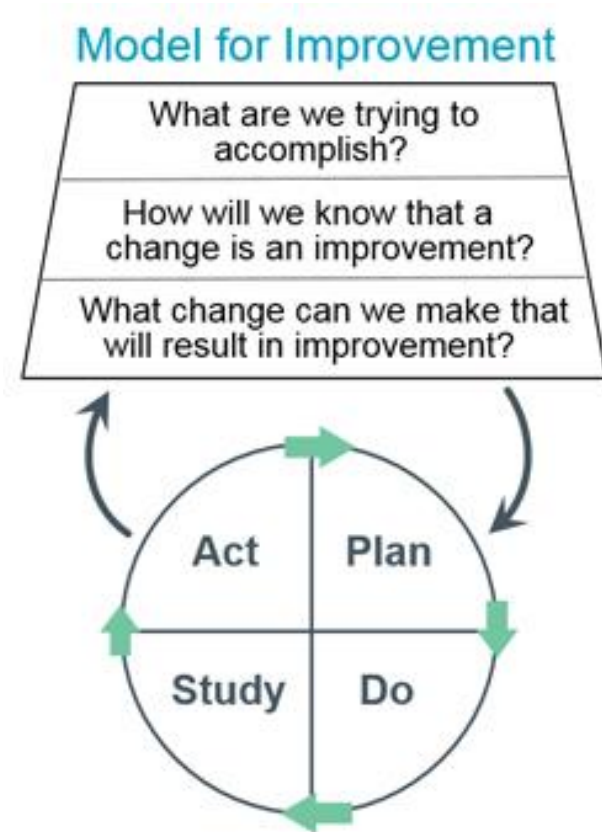 Model for Improvement
What are we trying to
accomplish?
How will we know that a
change is an improvement?
What change can we make that
will result in improvement?
Act
Plan
Study
Do